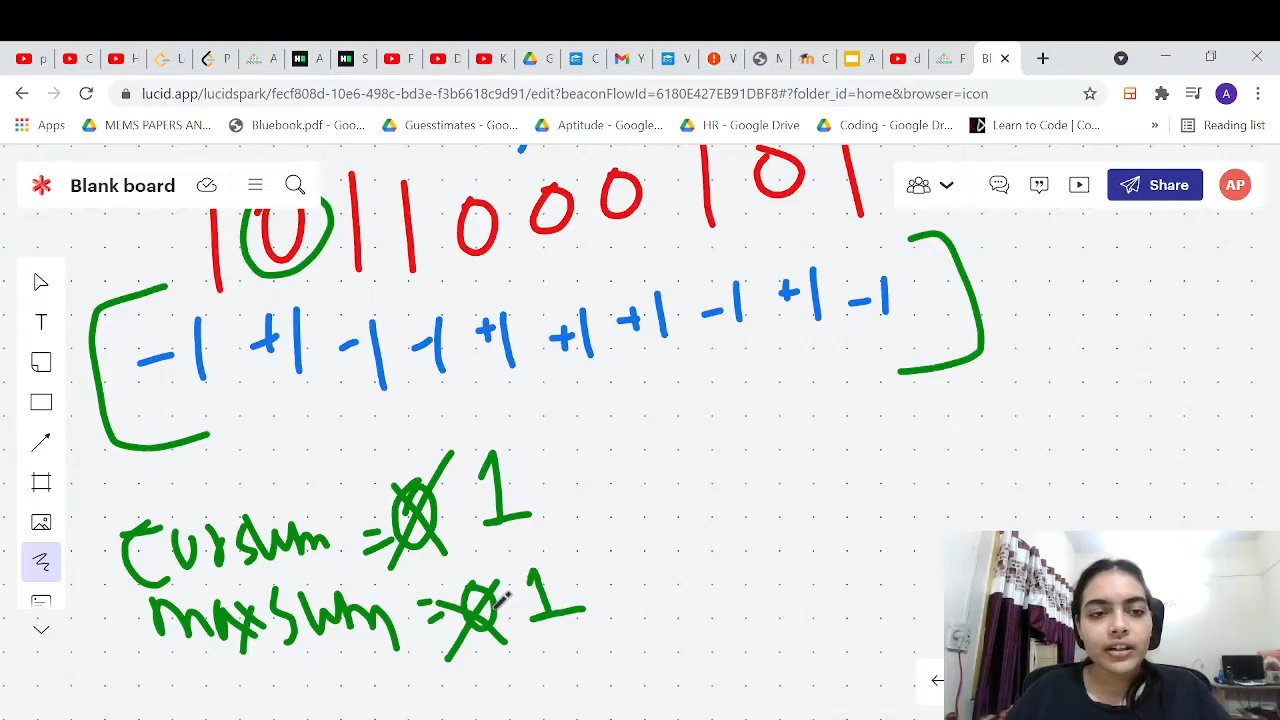 p C H L P A A S F D K G C Y V W M C A d F Bl
lucid.app/lucidspark/fecf808d-10e6-498c-bd3e-f3b6618c9d91/edit?beaconFlowId=6180E427EB91DBF8#?folder_id=home&browser=icon A
Apps MEMS PAPERS AN... Bluebook.pdf - Goo... Guesstimates - Goo... Aptitude - Google... HR - Google Drive Coding - Google Dr... Learn to Code | Co... » Reading list
Blank board Share AP
1 0 1 1 0 0 0 1 0 1
-1 +1 -1 -1 +1 +1 +1 -1 +1 -1
cursum = 0 1
maxsum = 0 1